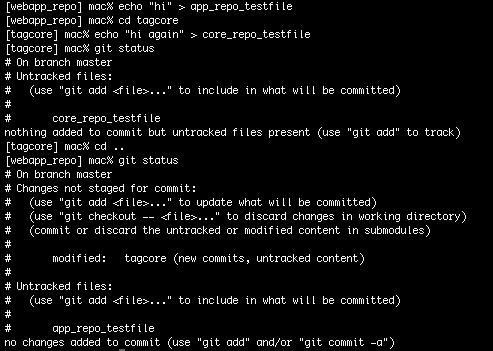 [webapp_repo] mac% echo "hi" > app_repo_testfile
[webapp_repo] mac% cd tagcore
[tagcore] mac% echo "hi again" > core_repo_testfile
[tagcore] mac% git status
# On branch master
# Untracked files:
#   (use "git add <file>..." to include in what will be committed)
#
#       core_repo_testfile
nothing added to commit but untracked files present (use "git add" to track)
[tagcore] mac% cd ..
[webapp_repo] mac% git status
# On branch master
# Changes not staged for commit:
#   (use "git add <file>..." to update what will be committed)
#   (use "git checkout -- <file>..." to discard changes in working directory)
#   (commit or discard the untracked or modified content in submodules)
#
#       modified:   tagcore (new commits, untracked content)
#
# Untracked files:
#   (use "git add <file>..." to include in what will be committed)
#
#       app_repo_testfile
no changes added to commit (use "git add" and/or "git commit -a")